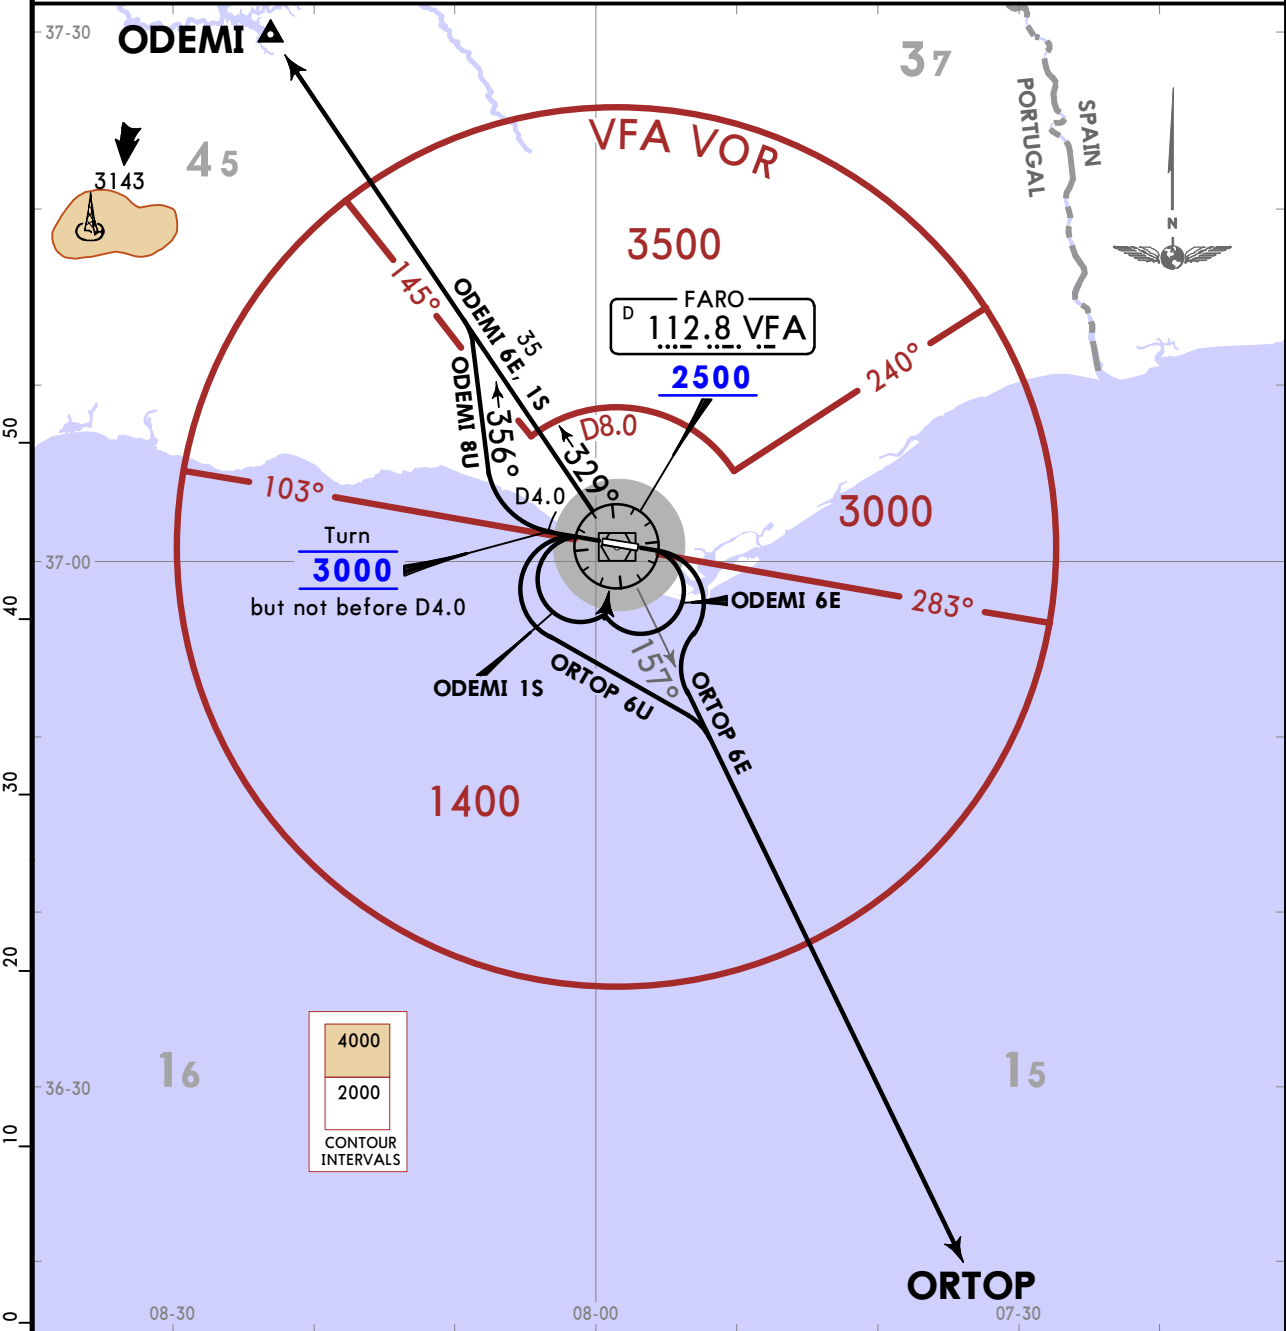 37-30
ODEMI
37
PORTUGAL
SPAIN
45
3143
VFA VOR
N
3500
145°
ODEMI 6E, 1S
35
FARO
D 112.8 VFA
2500
240°
ODEMI 8U
356°
D8.0
329°
50
103°
D4.0
3000
Turn
3000
but not before D4.0
37-00
40
ODEMI 6E
283°
ODEMI 1S
ORTOP 6U
157°
ORTOP 6E
30
1400
20
4000
2000
CONTOUR
INTERVALS
16
15
36-30
10
ORTOP
0
08-30
08-00
07-30